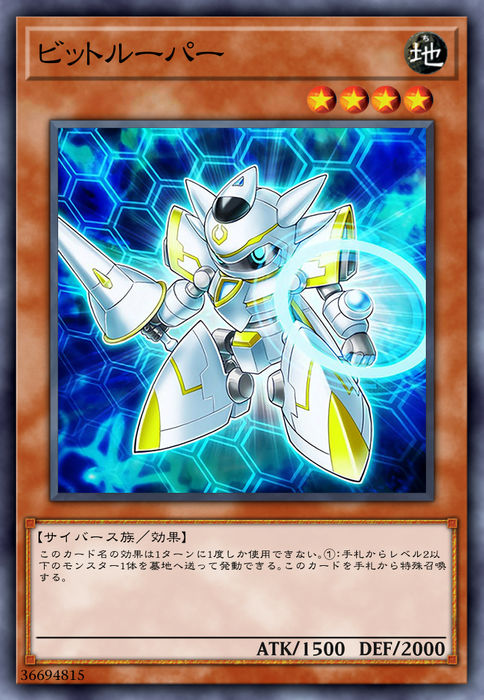 ビットルーパー
ち
地
【サイバース族／効果】
このカード名の効果は1ターンに1度しか使用できない。①:手札からレベル2以
下のモンスター1体を墓地へ送って発動できる。このカードを手札から特殊召喚
する。
ATK/1500 DEF/2000
36694815